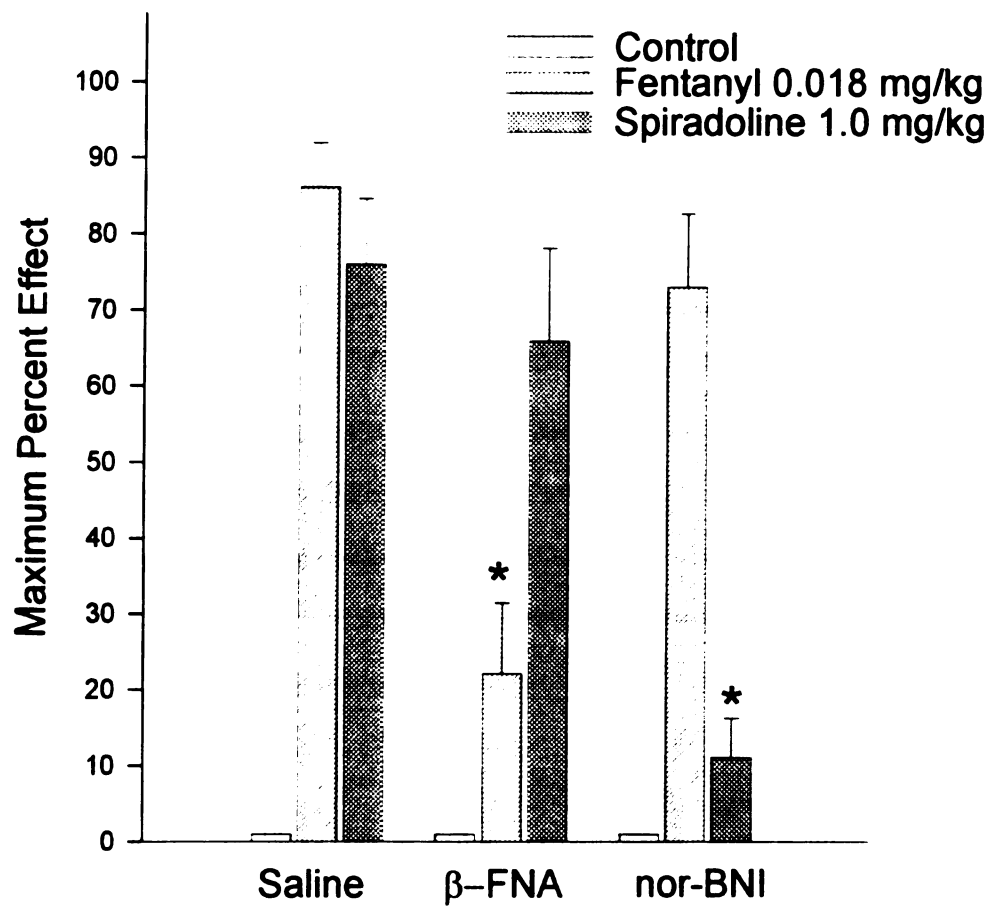 Control
Fentanyl 0.018 mg/kg
Spiradoline 1.0 mg/kg
Maximum Percent Effect
100
90
80
70
60
50
40
30
20
10
0
*
*
Saline β–FNA nor-BNI